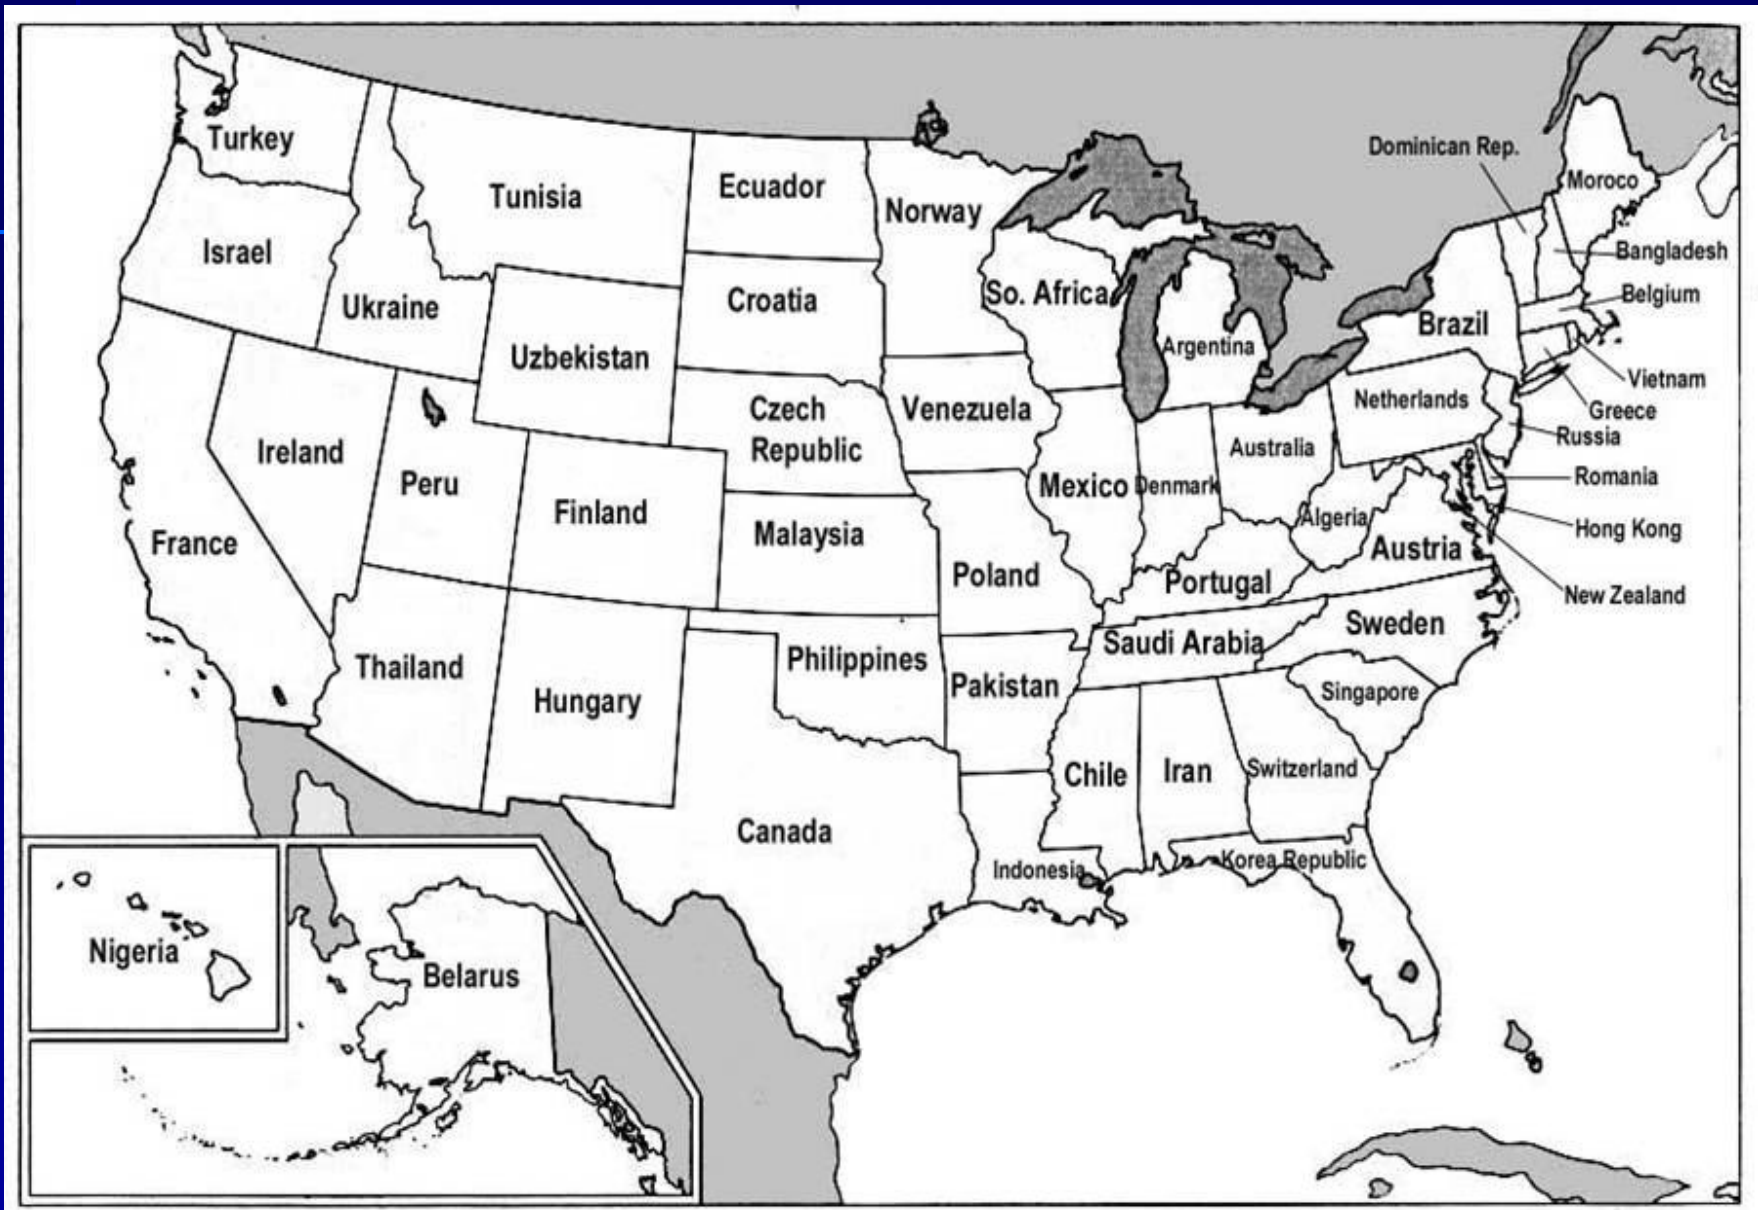 Dominican Rep.
Turkey
Moroco
Ecuador
Tunisia
Norway
Israel
Bangladesh
Ukraine
Croatia
So. Africa
Belgium
Brazil
Uzbekistan
Argentina
Vietnam
Czech
Republic
Venezuela
Netherlands
Greece
Russia
Ireland
Australia
Peru
Mexico
Denmark
Romania
Finland
Algeria
Hong Kong
France
Malaysia
Austria
Poland
Portugal
New Zealand
Sweden
Saudi Arabia
Thailand
Philippines
Pakistan
Singapore
Hungary
Chile
Iran
Switzerland
Canada
Indonesia
Korea Republic
Nigeria
Belarus